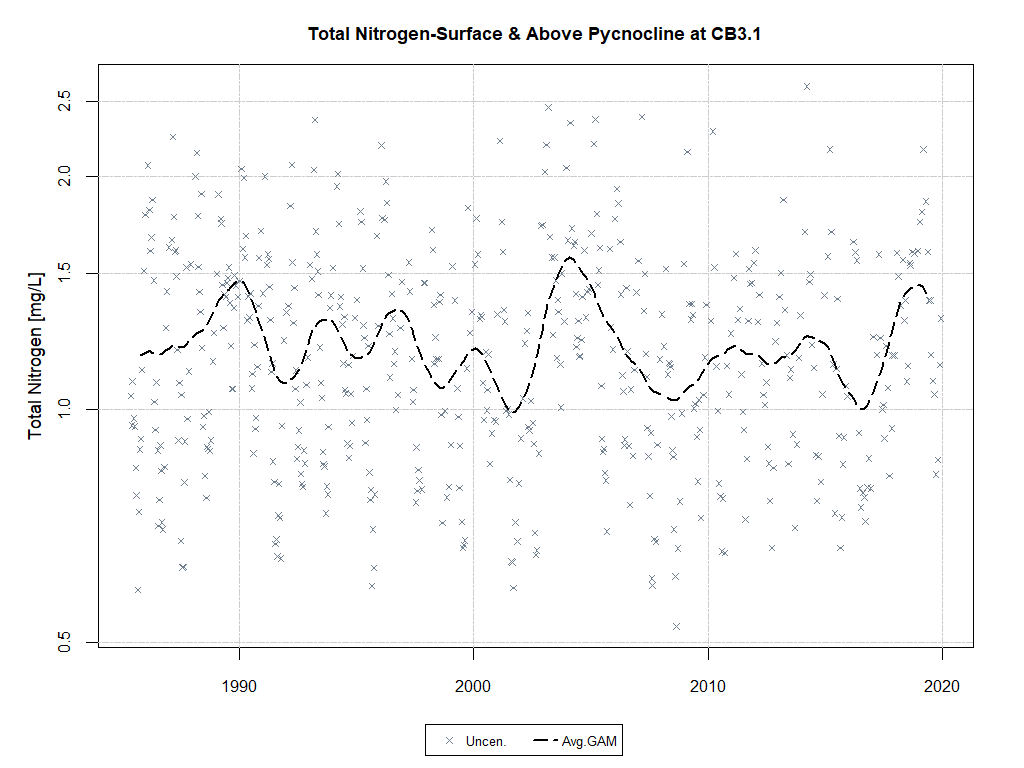 Total Nitrogen-Surface & Above Pycnocline at CB3.1
Total Nitrogen [mg/L]
2.5
2.0
1.5
1.0
0.5
1990 2000 2010 2020
Uncen. Avg.GAM